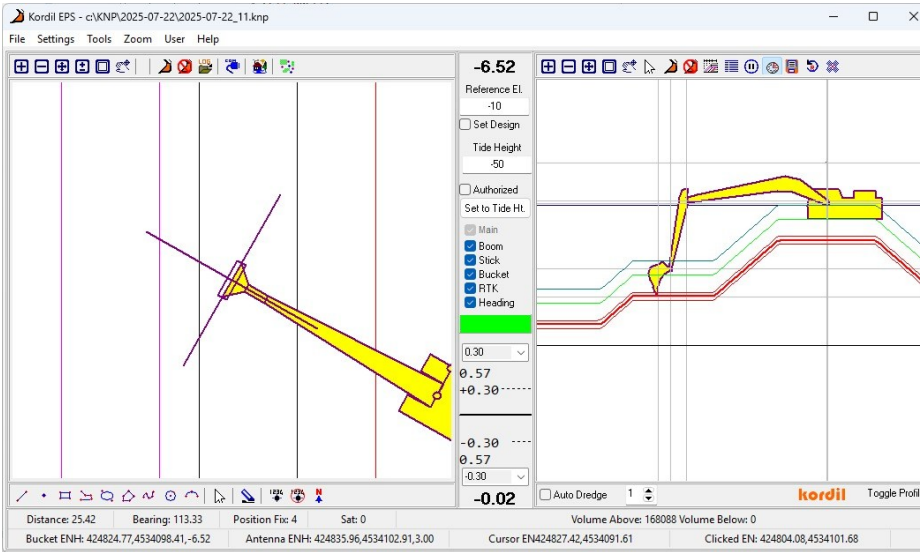 Kordil EPS - c:\KNP\2025-07-22\2025-07-22_11.knp
File Settings Tools Zoom User Help
-6.52
Reference El.
-10
Set Design
Tide Height
-50
Authorized
Set to Tide Ht.
Main
Boom
Stick
Bucket
RTK
Heading
0.30
0.57
+0.30
-0.30
0.57
-0.30
-0.02
Auto Dredge 1 kordil Toggle Profil
Distance: 25.42 Bearing: 113.33 Position Fix: 4 Sat: 0 Volume Above: 168088 Volume Below: 0
Bucket ENH: 424824.77,4534098.41,-6.52 Antenna ENH: 424835.96,4534102.91,3.00 Cursor EN424827.42,4534091.61 Clicked EN: 424804.08,4534101.68